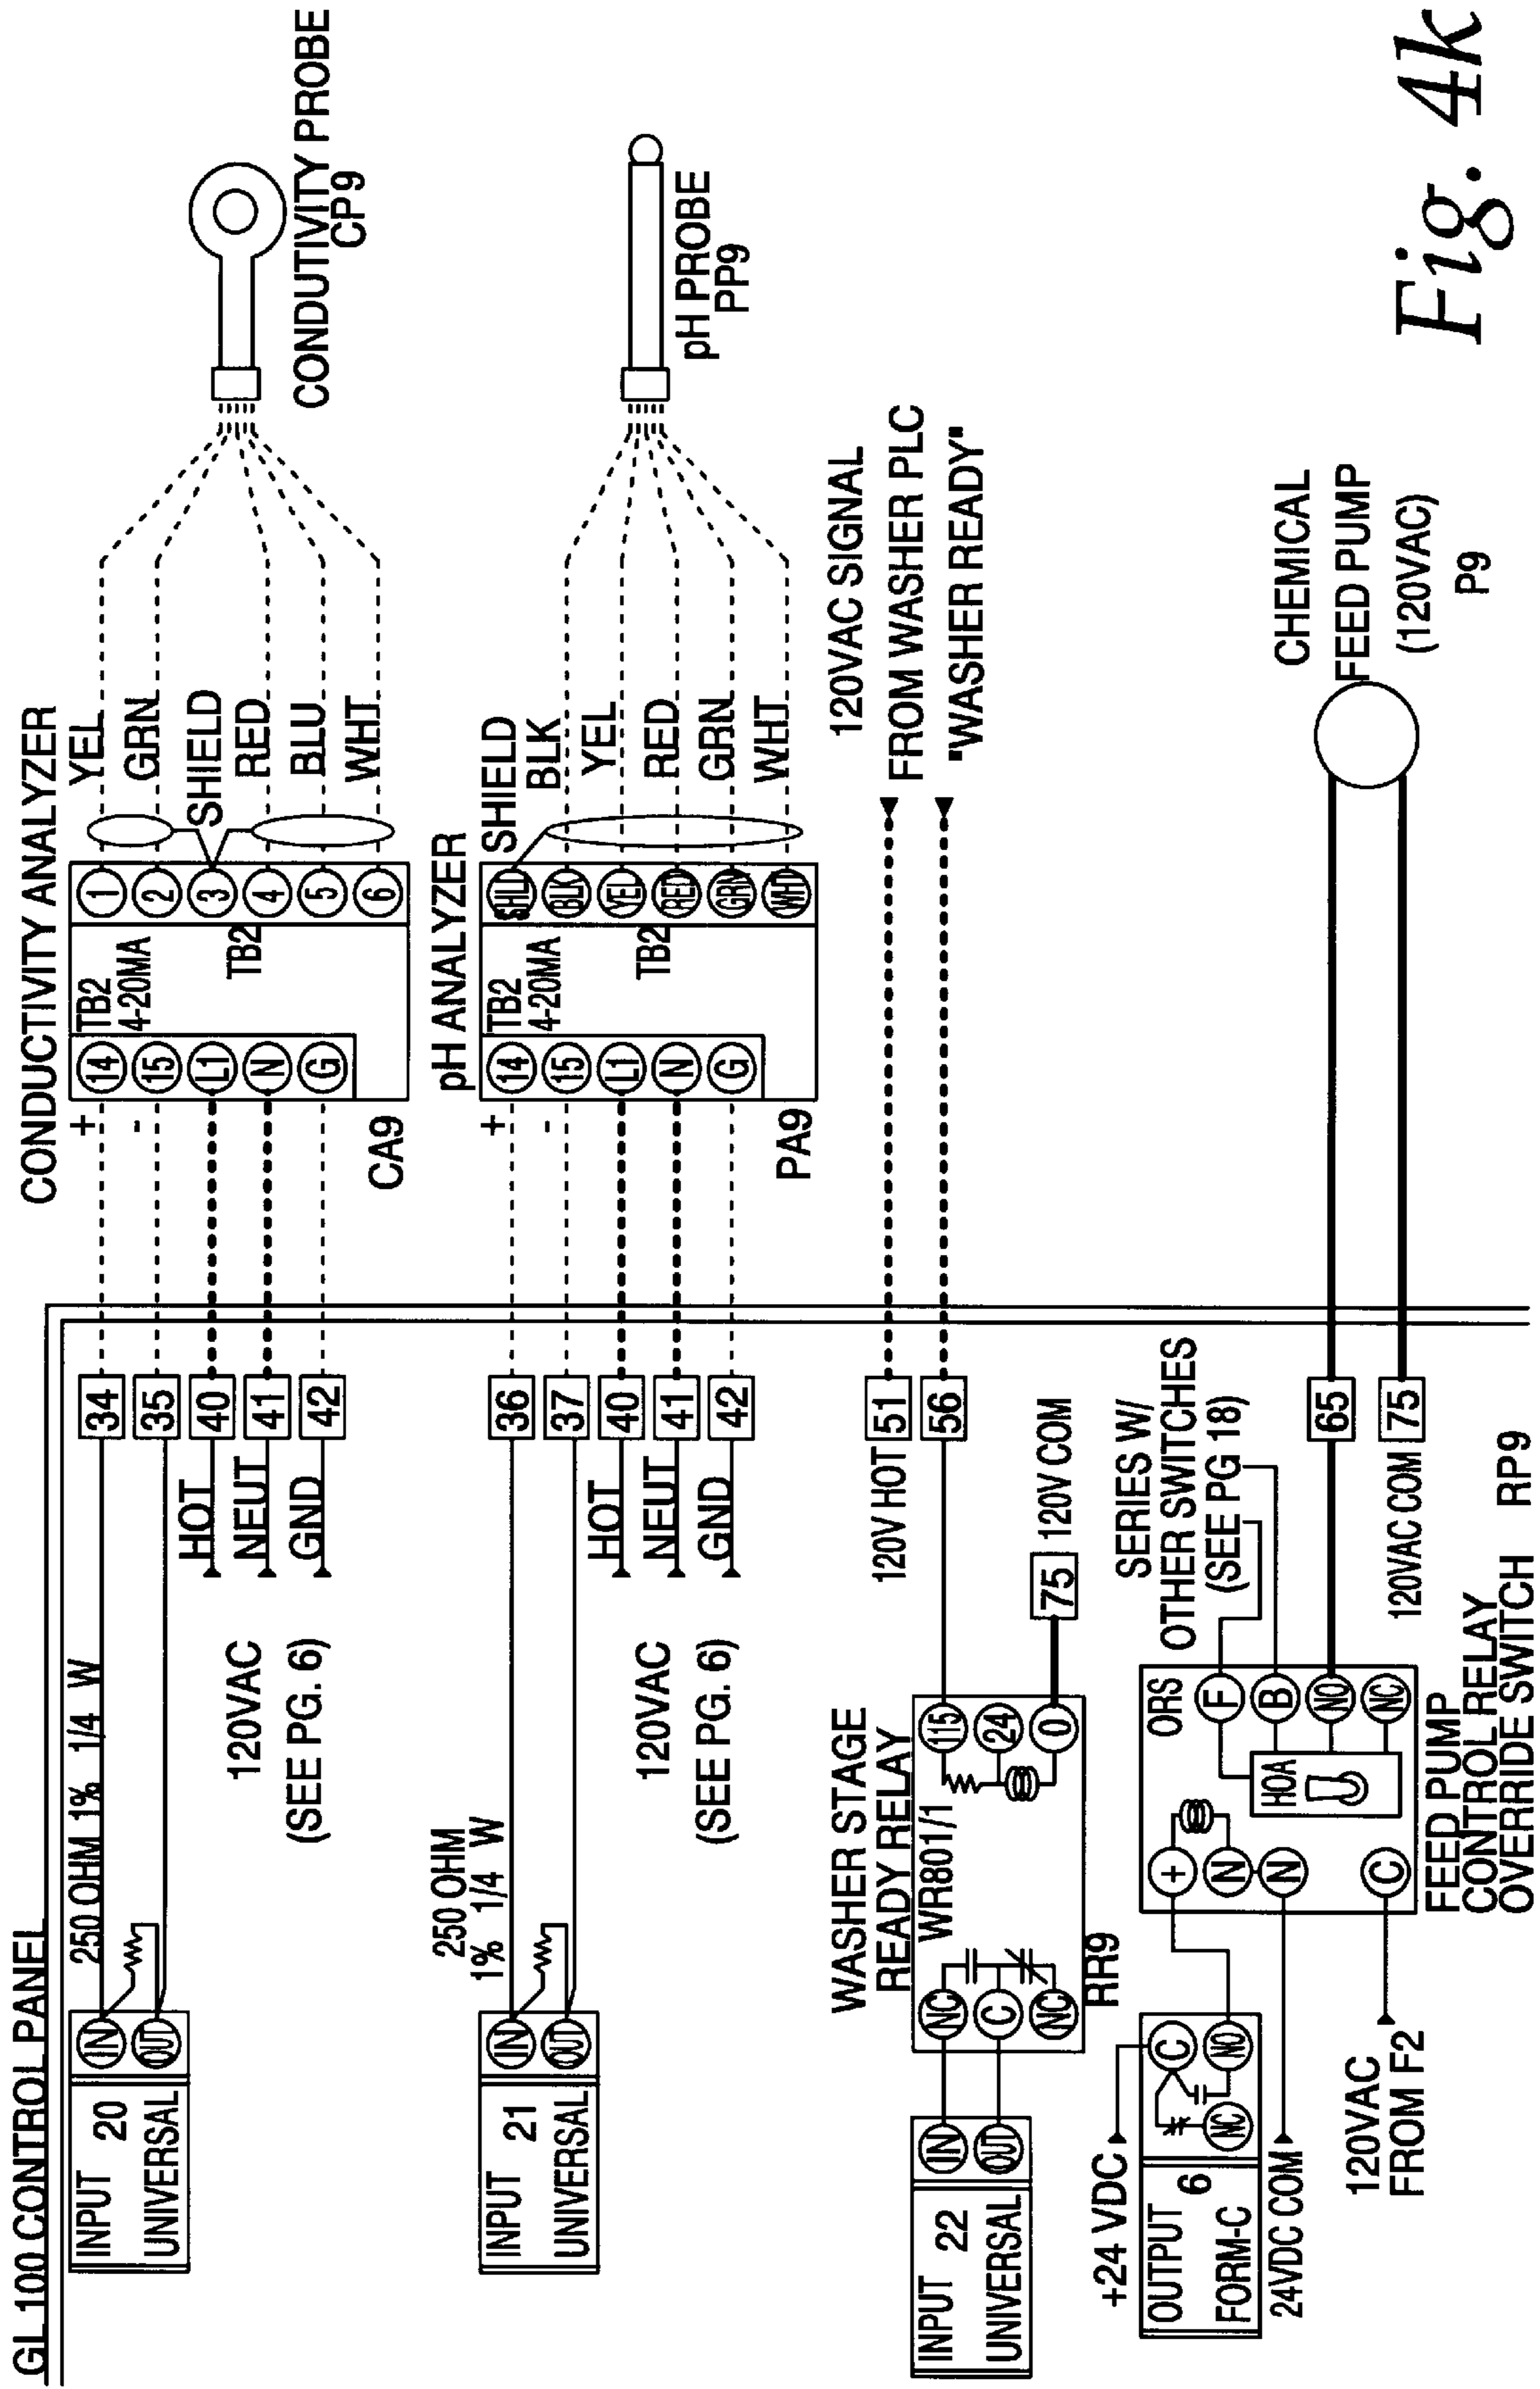 GL 100 CONTROL PANEL
INPUT 20
UNIVERSAL
IN
OUT
250 OHM 1% 1/4 W
34
35
40
41
42
HOT
NEUT
GND
120VAC
(SEE PG. 6)
CONDUCTIVITY ANALYZER
+
-
14
15
L1
N
G
TB2
4-20MA
TB2
1
2
3
4
5
6
CA9
YEL
GRN
SHIELD
RED
BLU
WHT
CONDUTIVITY PROBE
CP9
INPUT 21
UNIVERSAL
IN
OUT
250 OHM
1% 1/4 W
36
37
40
41
42
HOT
NEUT
GND
120VAC
(SEE PG. 6)
pH ANALYZER
+
-
14
15
L1
N
G
TB2
4-20MA
TB2
SHLD
BLK
YEL
RED
GRN
WHT
PA9
SHIELD
BLK
YEL
RED
GRN
WHT
pH PROBE
PP9
INPUT 22
UNIVERSAL
IN
OUT
WASHER STAGE
READY RELAY
WR801/1
NC
C
NC
115
24
0
RR9
120V HOT 51
56
75 120V COM
120VAC SIGNAL
FROM WASHER PLC
"WASHER READY"
+24 VDC
OUTPUT 6
FORM-C
C
NO
NC
24VDC COM
120VAC
FROM F2
+
N
N
C
ORS
HOA
F
B
NO
NC
SERIES W/
OTHER SWITCHES
(SEE PG 18)
65
120VAC COM 75
FEED PUMP
CONTROL RELAY
OVERRIDE SWITCH RP9
CHEMICAL
FEED PUMP
(120VAC)
P9
Fig. 4k